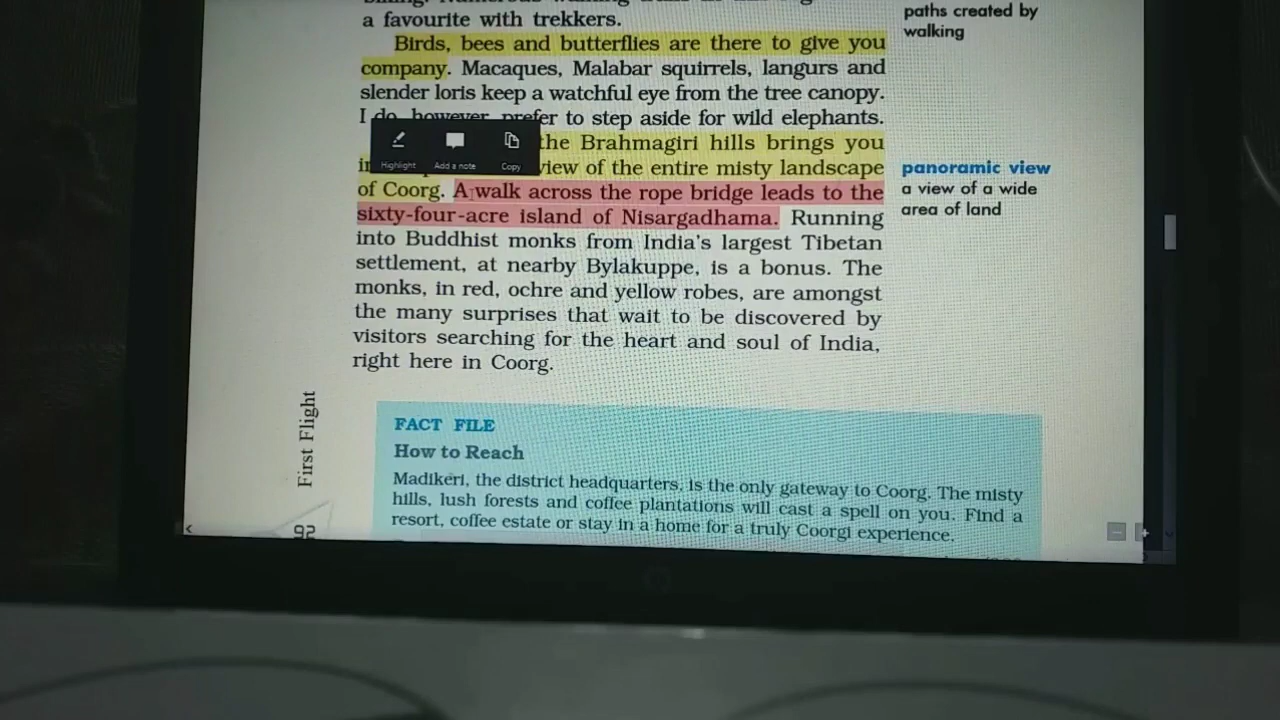 a favourite with trekkers.
Birds, bees and butterflies are there to give you
company. Macaques, Malabar squirrels, langurs and
slender loris keep a watchful eye from the tree canopy.
I do, however, prefer to step aside for wild elephants.
the Brahmagiri hills brings you
view of the entire misty landscape
of Coorg. A walk across the rope bridge leads to the
sixty-four-acre island of Nisargadhama. Running
into Buddhist monks from India's largest Tibetan
settlement, at nearby Bylakuppe, is a bonus. The
monks, in red, ochre and yellow robes, are amongst
the many surprises that wait to be discovered by
visitors searching for the heart and soul of India,
right here in Coorg.
Highlight Add a note Copy
paths created by
walking
panoramic view
a view of a wide
area of land
FACT FILE
How to Reach
Madikeri, the district headquarters, is the only gateway to Coorg. The misty
hills, lush forests and coffee plantations will cast a spell on you. Find a
resort, coffee estate or stay in a home for a truly Coorgi experience.
First Flight